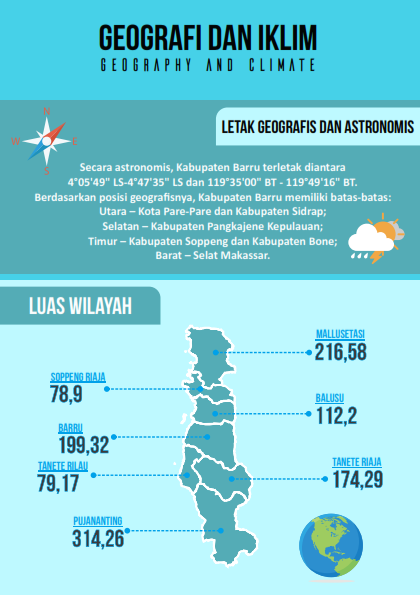 GEOGRAFI DAN IKLIM
GEOGRAPHY AND CLIMATE
N
W E
S
LETAK GEOGRAFIS DAN ASTRONOMIS
Secara astronomis, Kabupaten Barru terletak diantara
4°05'49" LS-4°47'35" LS dan 119°35'00" BT - 119°49'16" BT.
Berdasarkan posisi geografisnya, Kabupaten Barru memiliki batas-batas:
Utara – Kota Pare-Pare dan Kabupaten Sidrap;
Selatan – Kabupaten Pangkajene Kepulauan;
Timur – Kabupaten Soppeng dan Kabupaten Bone;
Barat – Selat Makassar.
LUAS WILAYAH
MALLUSETASI
216,58
SOPPENG RIAJA
78,9
BALUSU
112,2
BARRU
199,32
TANETE RILAU
79,17
TANETE RIAJA
174,29
PUJANANTING
314,26